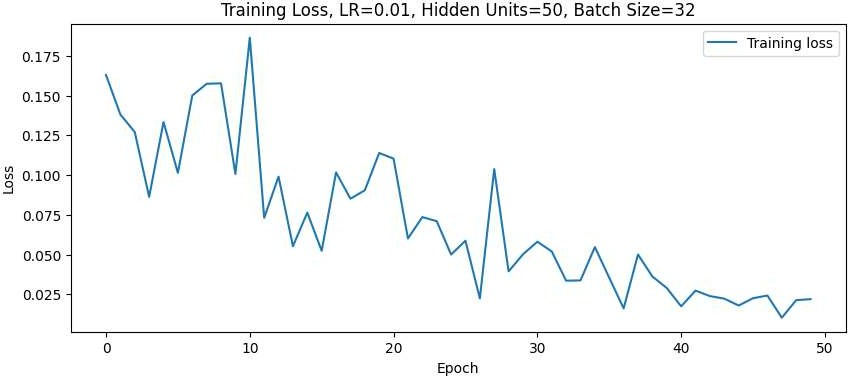 Training Loss, LR=0.01, Hidden Units=50, Batch Size=32
Training loss
0.175
0.150
0.125
0.100
0.075
0.050
0.025
Loss
0 10 20 30 40 50
Epoch